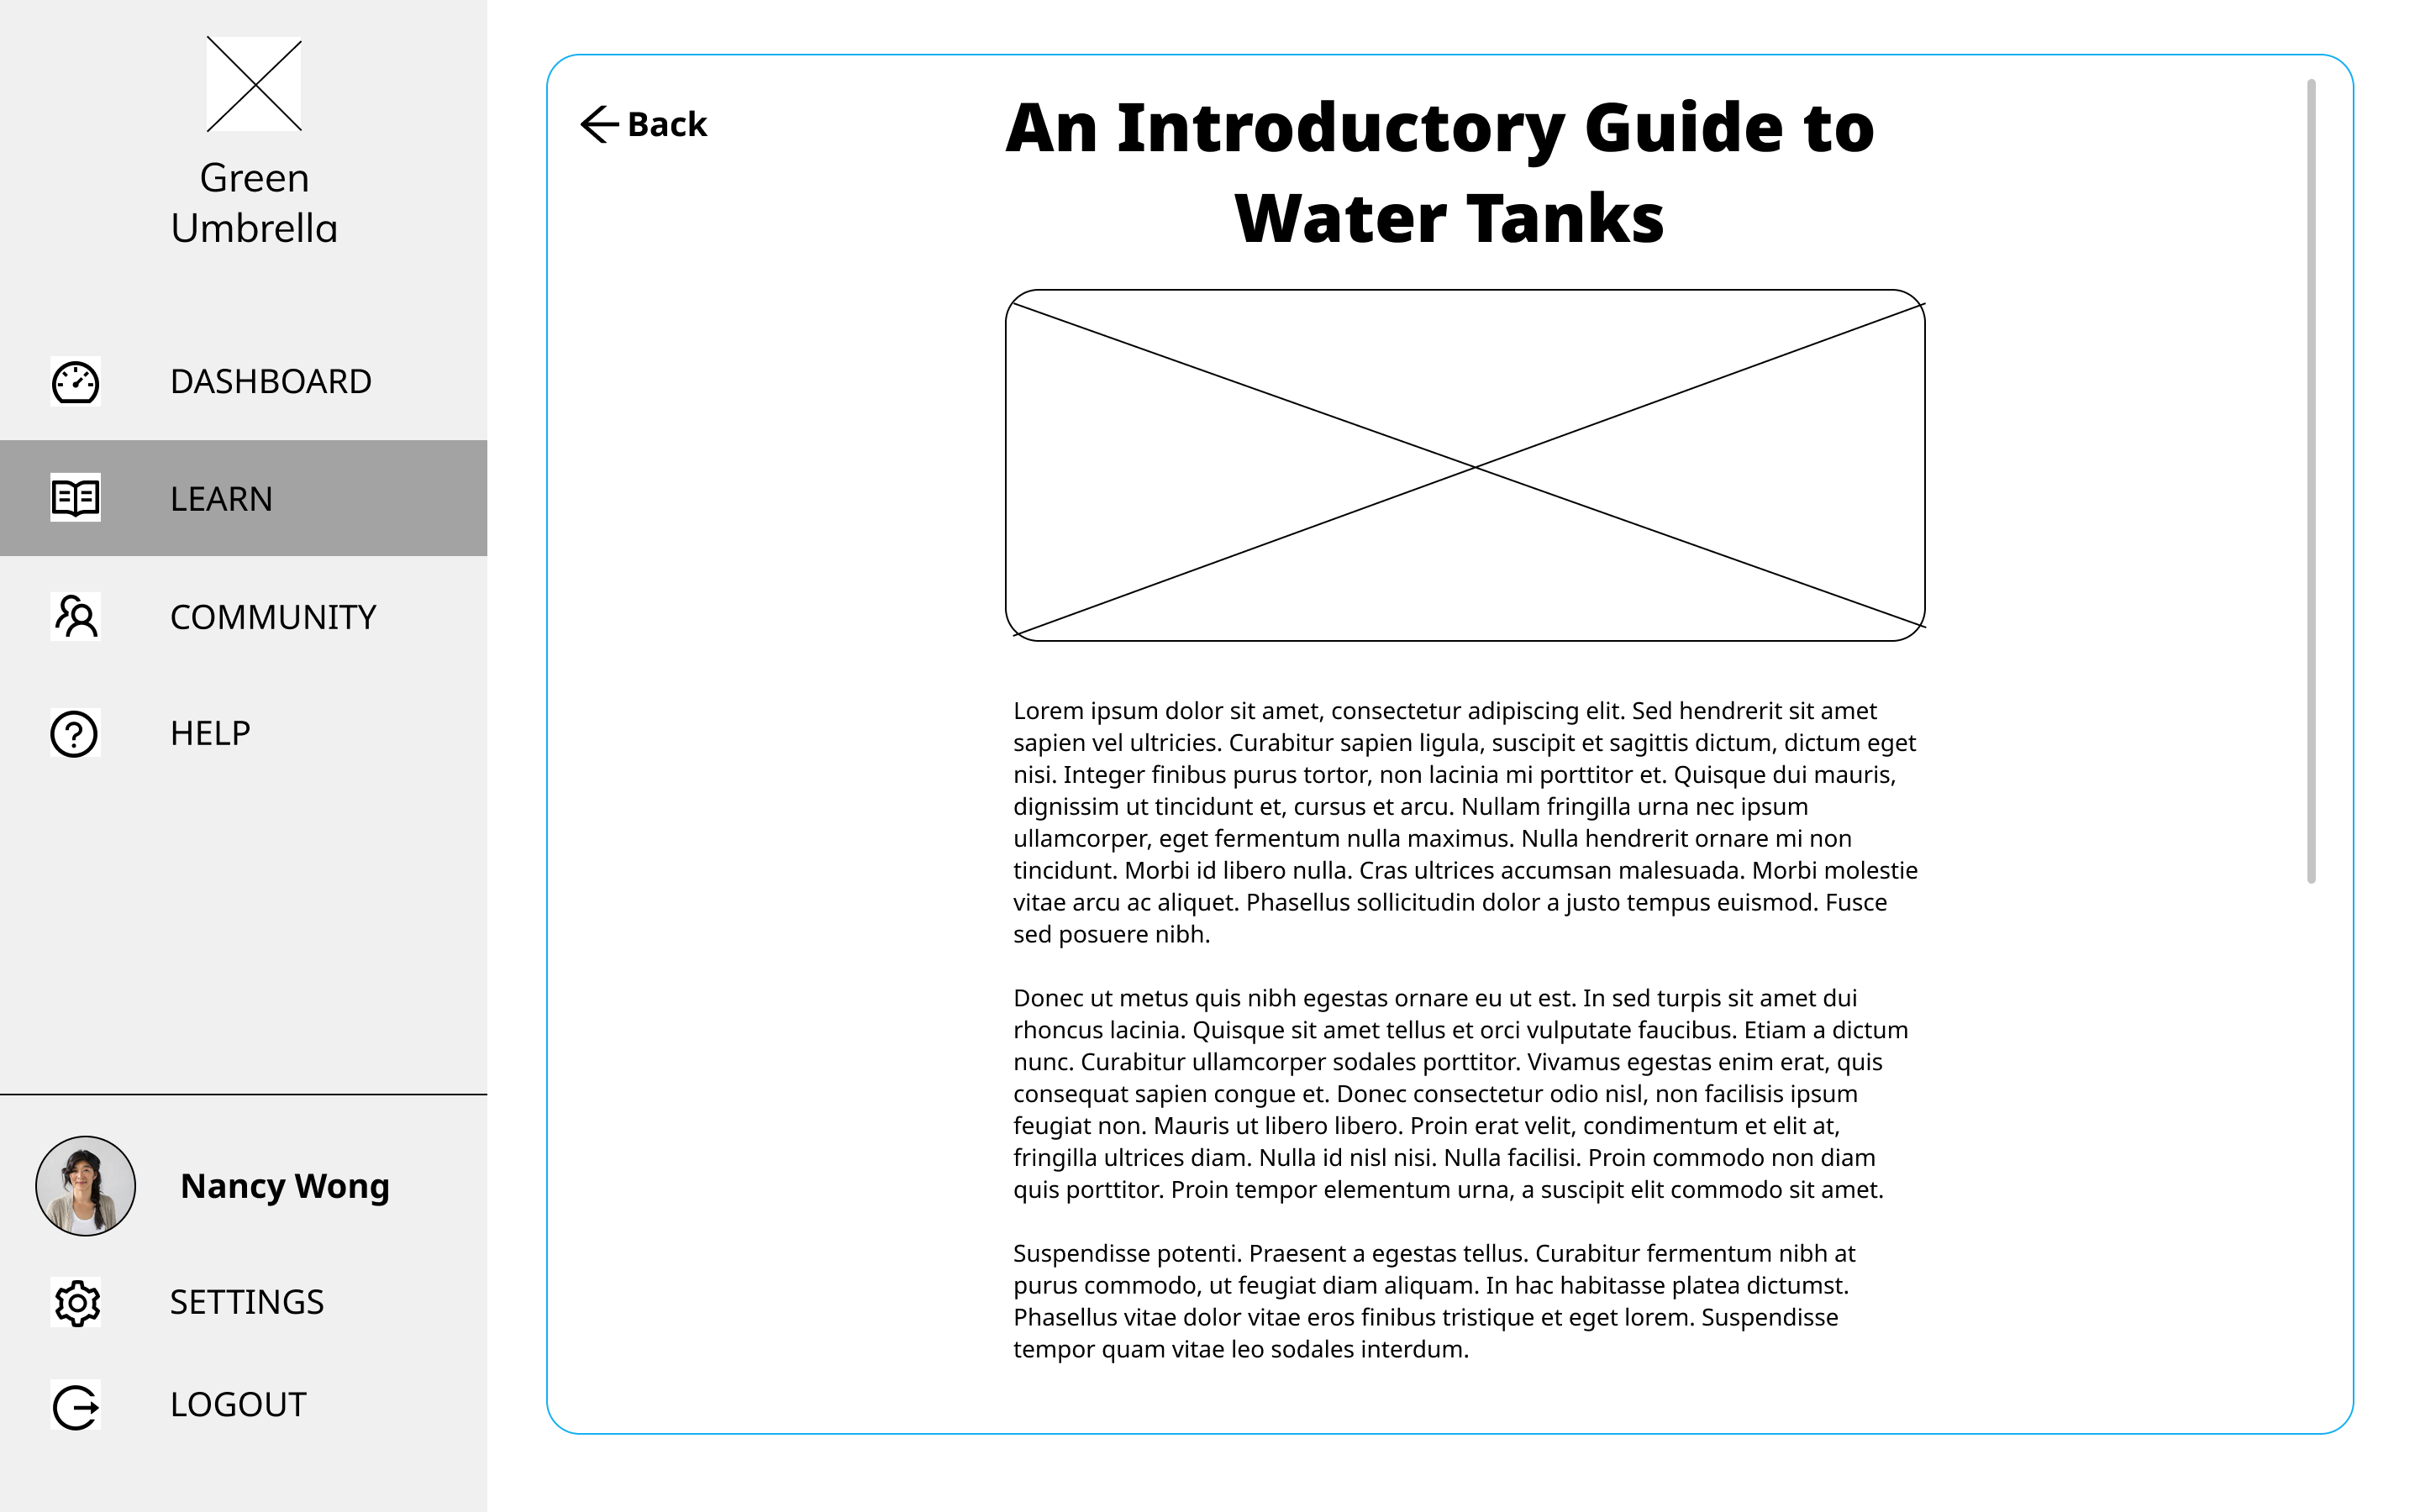 Green
Umbrella
DASHBOARD
LEARN
COMMUNITY
HELP
Nancy Wong
SETTINGS
LOGOUT
Back
An Introductory Guide to
Water Tanks
Lorem ipsum dolor sit amet, consectetur adipiscing elit. Sed hendrerit sit amet
sapien vel ultricies. Curabitur sapien ligula, suscipit et sagittis dictum, dictum eget
nisi. Integer finibus purus tortor, non lacinia mi porttitor et. Quisque dui mauris,
dignissim ut tincidunt et, cursus et arcu. Nullam fringilla urna nec ipsum
ullamcorper, eget fermentum nulla maximus. Nulla hendrerit ornare mi non
tincidunt. Morbi id libero nulla. Cras ultrices accumsan malesuada. Morbi molestie
vitae arcu ac aliquet. Phasellus sollicitudin dolor a justo tempus euismod. Fusce
sed posuere nibh.
Donec ut metus quis nibh egestas ornare eu ut est. In sed turpis sit amet dui
rhoncus lacinia. Quisque sit amet tellus et orci vulputate faucibus. Etiam a dictum
nunc. Curabitur ullamcorper sodales porttitor. Vivamus egestas enim erat, quis
consequat sapien congue et. Donec consectetur odio nisl, non facilisis ipsum
feugiat non. Mauris ut libero libero. Proin erat velit, condimentum et elit at,
fringilla ultrices diam. Nulla id nisl nisi. Nulla facilisi. Proin commodo non diam
quis porttitor. Proin tempor elementum urna, a suscipit elit commodo sit amet.
Suspendisse potenti. Praesent a egestas tellus. Curabitur fermentum nibh at
purus commodo, ut feugiat diam aliquam. In hac habitasse platea dictumst.
Phasellus vitae dolor vitae eros finibus tristique et eget lorem. Suspendisse
tempor quam vitae leo sodales interdum.